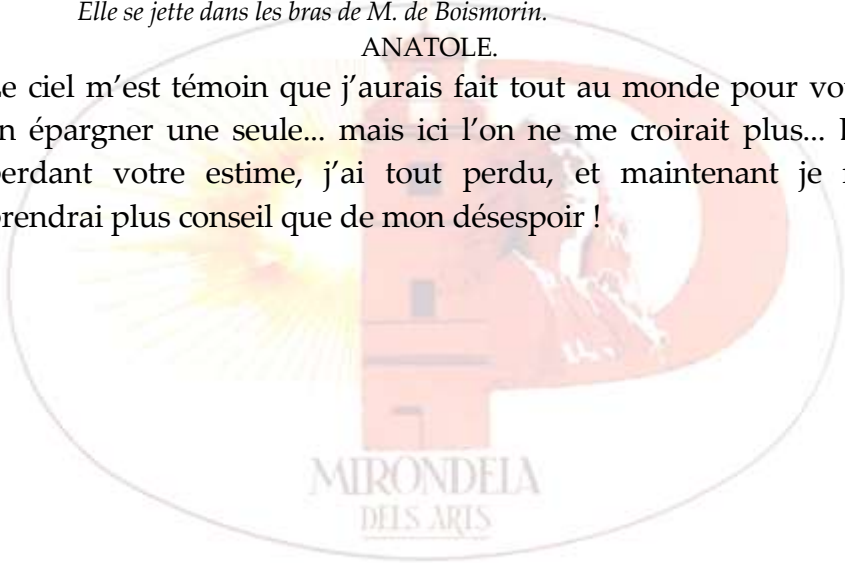 Elle se jette dans les bras de M. de Boismorin.
ANATOLE.
e ciel m’est témoin que j’aurais fait tout au monde pour vo
n épargner une seule... mais ici l’on ne me croirait plus...
perdant votre estime, j’ai tout perdu, et maintenant je
prendrai plus conseil que de mon désespoir !
MIRONDELA
DELS ARTS